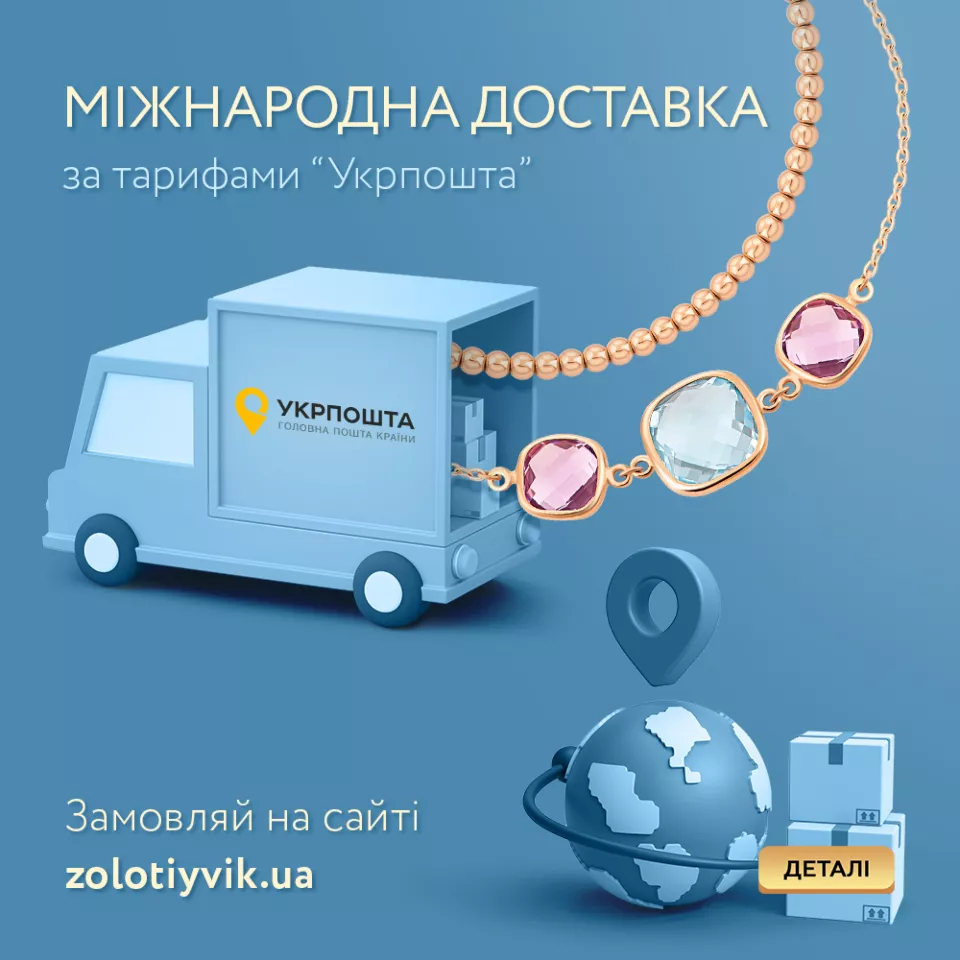 МІЖНАРОДНА ДОСТАВКА
за тарифами “Укрпошта”
УКРПОШТА
ГОЛОВНА ПОШТА КРАЇНИ
Замовляй на сайті
zolotiyvik.ua
ДЕТАЛІ